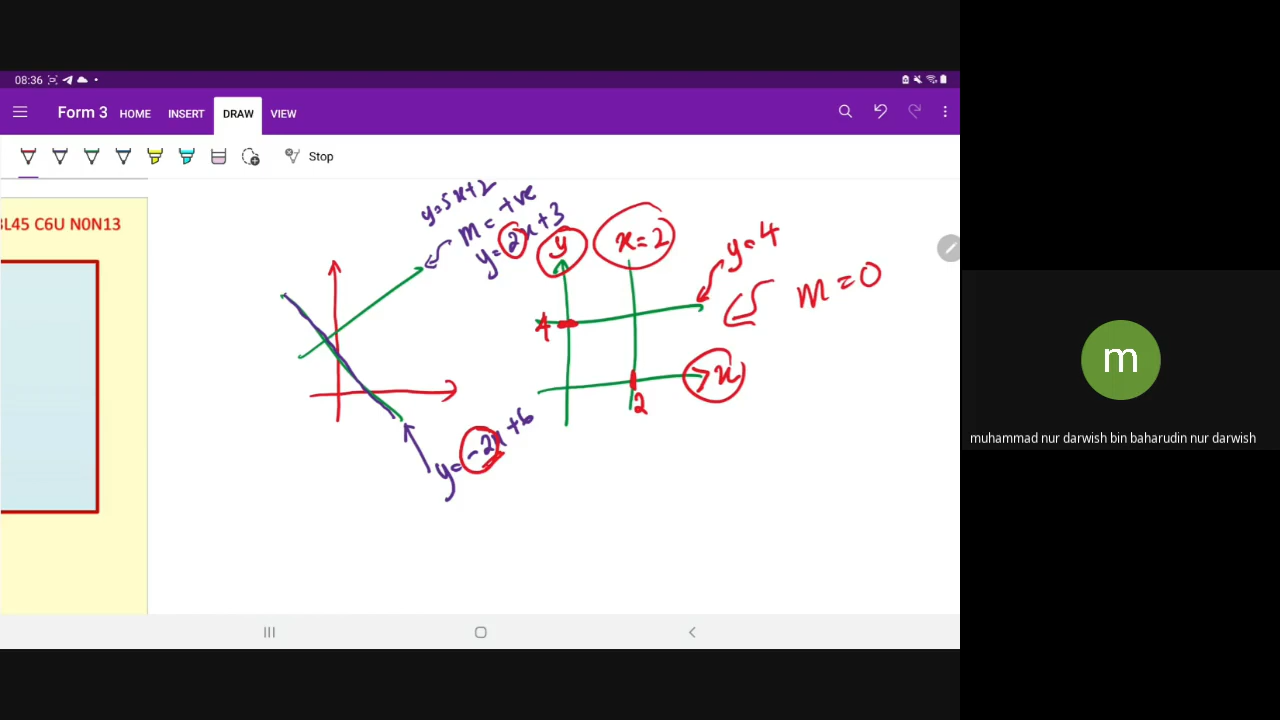 08:36
Form 3 HOME INSERT DRAW VIEW
Stop
BL45 C6U N0N13
y=5x+2
m = +ve
y=2x+3
y
x=2
y=4
m=0
4
x
2
y=-2x+6
m
muhammad nur darwish bin baharudin nur darwish